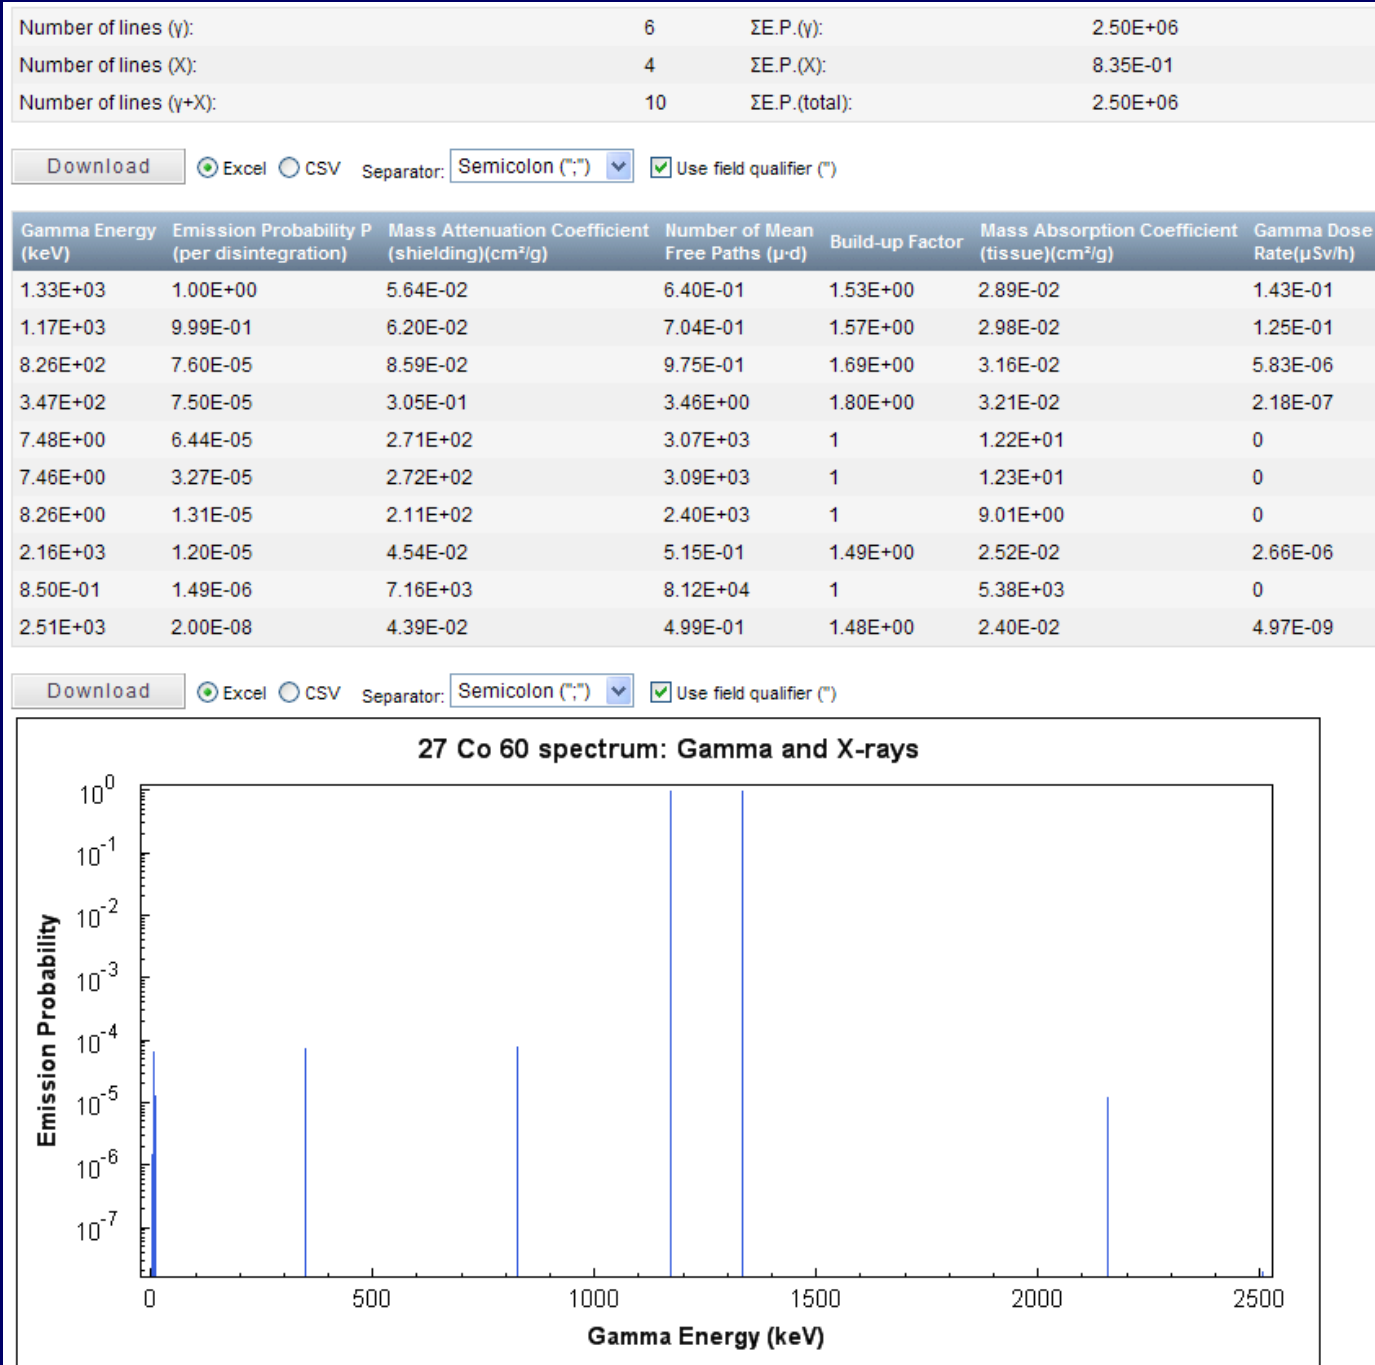 Number of lines (γ): 6 ΣE.P.(γ): 2.50E+06
Number of lines (X): 4 ΣE.P.(X): 8.35E-01
Number of lines (γ+X): 10 ΣE.P.(total): 2.50E+06
Download Excel CSV Separator: Semicolon (";") Use field qualifier (")
Gamma Energy (keV) Emission Probability P (per disintegration) Mass Attenuation Coefficient (shielding)(cm²/g) Number of Mean Free Paths (μ·d) Build-up Factor Mass Absorption Coefficient (tissue)(cm²/g) Gamma Dose Rate(μSv/h)
1.33E+03 1.00E+00 5.64E-02 6.40E-01 1.53E+00 2.89E-02 1.43E-01
1.17E+03 9.99E-01 6.20E-02 7.04E-01 1.57E+00 2.98E-02 1.25E-01
8.26E+02 7.60E-05 8.59E-02 9.75E-01 1.69E+00 3.16E-02 5.83E-06
3.47E+02 7.50E-05 3.05E-01 3.46E+00 1.80E+00 3.21E-02 2.18E-07
7.48E+00 6.44E-05 2.71E+02 3.07E+03 1 1.22E+01 0
7.46E+00 3.27E-05 2.72E+02 3.09E+03 1 1.23E+01 0
8.26E+00 1.31E-05 2.11E+02 2.40E+03 1 9.01E+00 0
2.16E+03 1.20E-05 4.54E-02 5.15E-01 1.49E+00 2.52E-02 2.66E-06
8.50E-01 1.49E-06 7.16E+03 8.12E+04 1 5.38E+03 0
2.51E+03 2.00E-08 4.39E-02 4.99E-01 1.48E+00 2.40E-02 4.97E-09
Download Excel CSV Separator: Semicolon (";") Use field qualifier (")
27 Co 60 spectrum: Gamma and X-rays
10^0
10^-1
10^-2
10^-3
10^-4
10^-5
10^-6
10^-7
Emission Probability
0 500 1000 1500 2000 2500
Gamma Energy (keV)